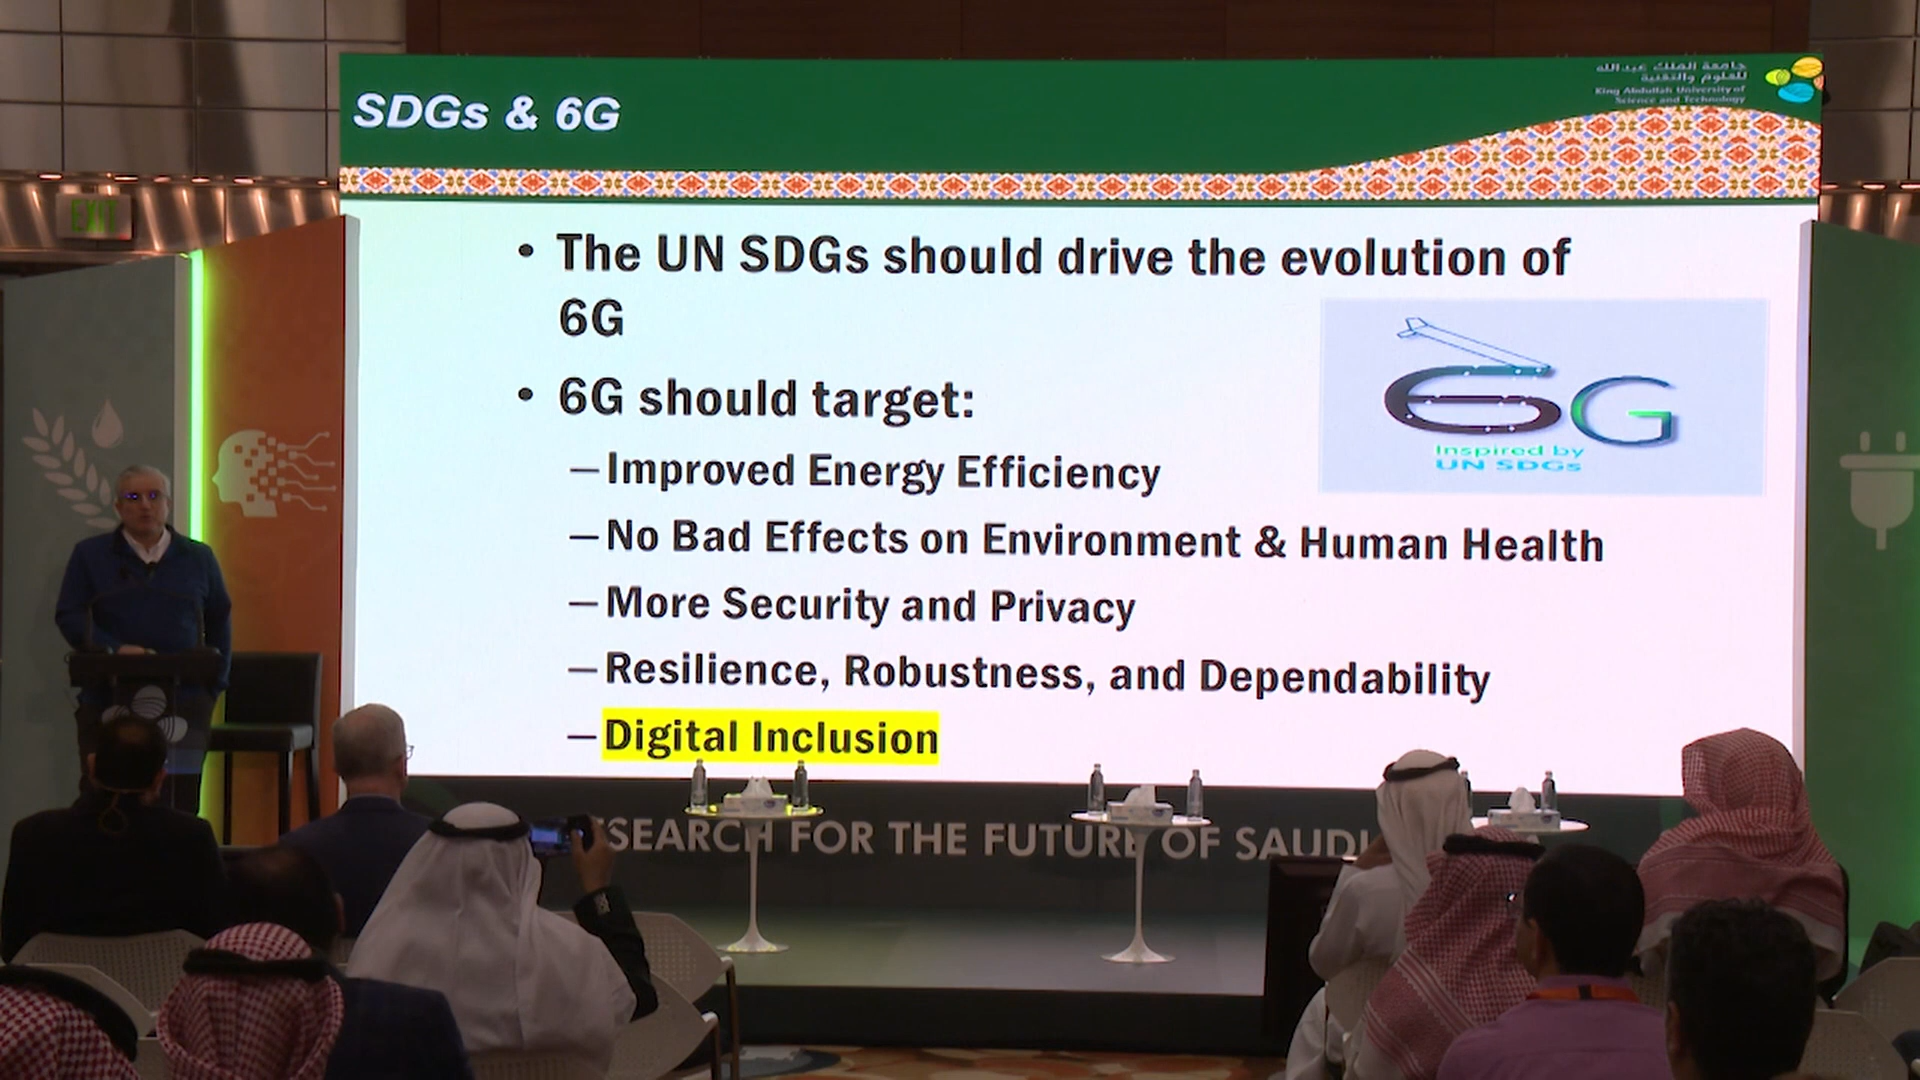 SDGs & 6G
جامعة الملك عبدالله
للعلوم والتقنية
King Abdullah University of
Science and Technology
EXIT
• The UN SDGs should drive the evolution of
6G
• 6G should target:
—Improved Energy Efficiency
—No Bad Effects on Environment & Human Health
—More Security and Privacy
—Resilience, Robustness, and Dependability
—Digital Inclusion
6G
Inspired by
UN SDGs
SEARCH FOR THE FUTURE OF SAUDI